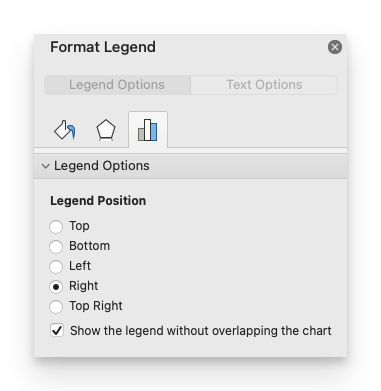 Format Legend
Legend Options Text Options
Legend Options
Legend Position
Top
Bottom
Left
Right
Top Right
Show the legend without overlapping the chart